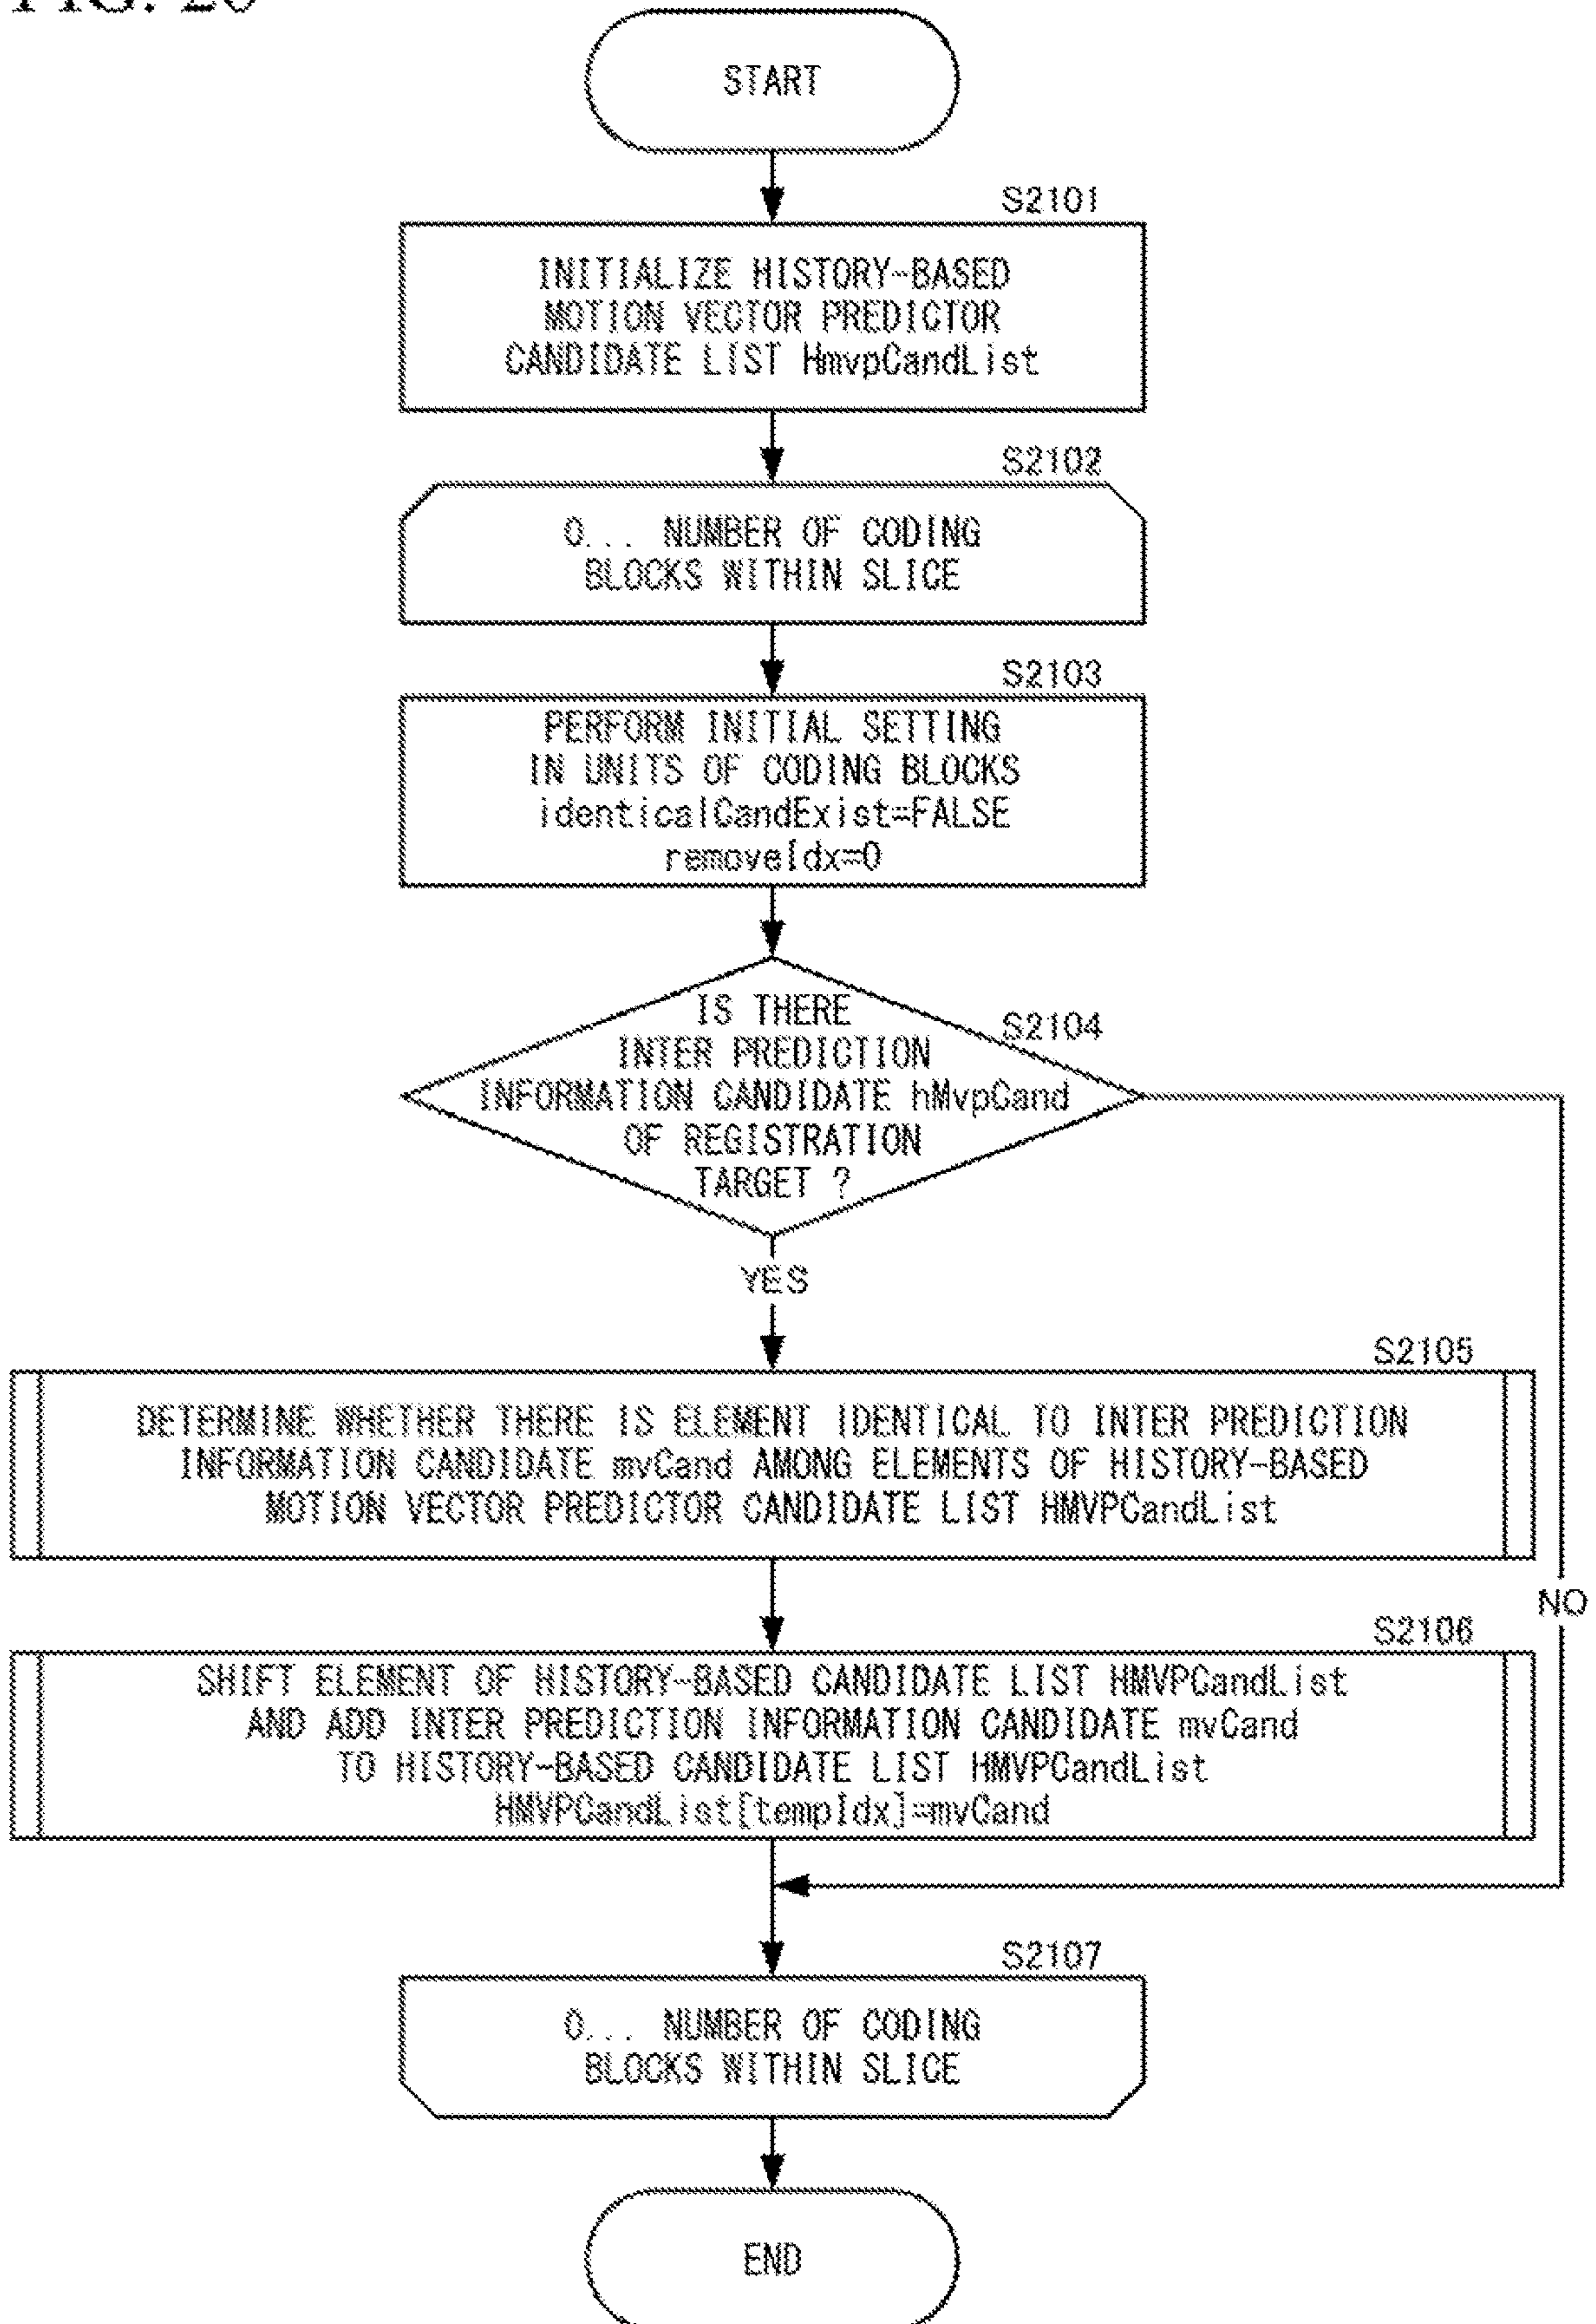 FIG. 26
START
S2101
INITIALIZE HISTORY-BASED
MOTION VECTOR PREDICTOR
CANDIDATE LIST HmvpCandList
S2102
0... NUMBER OF CODING
BLOCKS WITHIN SLICE
S2103
PERFORM INITIAL SETTING
IN UNITS OF CODING BLOCKS
identicalCandExist=FALSE
removeIdx=0
S2104
IS THERE
INTER PREDICTION
INFORMATION CANDIDATE hMvpCand
OF REGISTRATION
TARGET ?
YES
S2105
DETERMINE WHETHER THERE IS ELEMENT IDENTICAL TO INTER PREDICTION
INFORMATION CANDIDATE mvCand AMONG ELEMENTS OF HISTORY-BASED
MOTION VECTOR PREDICTOR CANDIDATE LIST HMVPCandList
NO
S2106
SHIFT ELEMENT OF HISTORY-BASED CANDIDATE LIST HMVPCandList
AND ADD INTER PREDICTION INFORMATION CANDIDATE mvCand
TO HISTORY-BASED CANDIDATE LIST HMVPCandList
HMVPCandList[tempIdx]=mvCand
S2107
0... NUMBER OF CODING
BLOCKS WITHIN SLICE
END